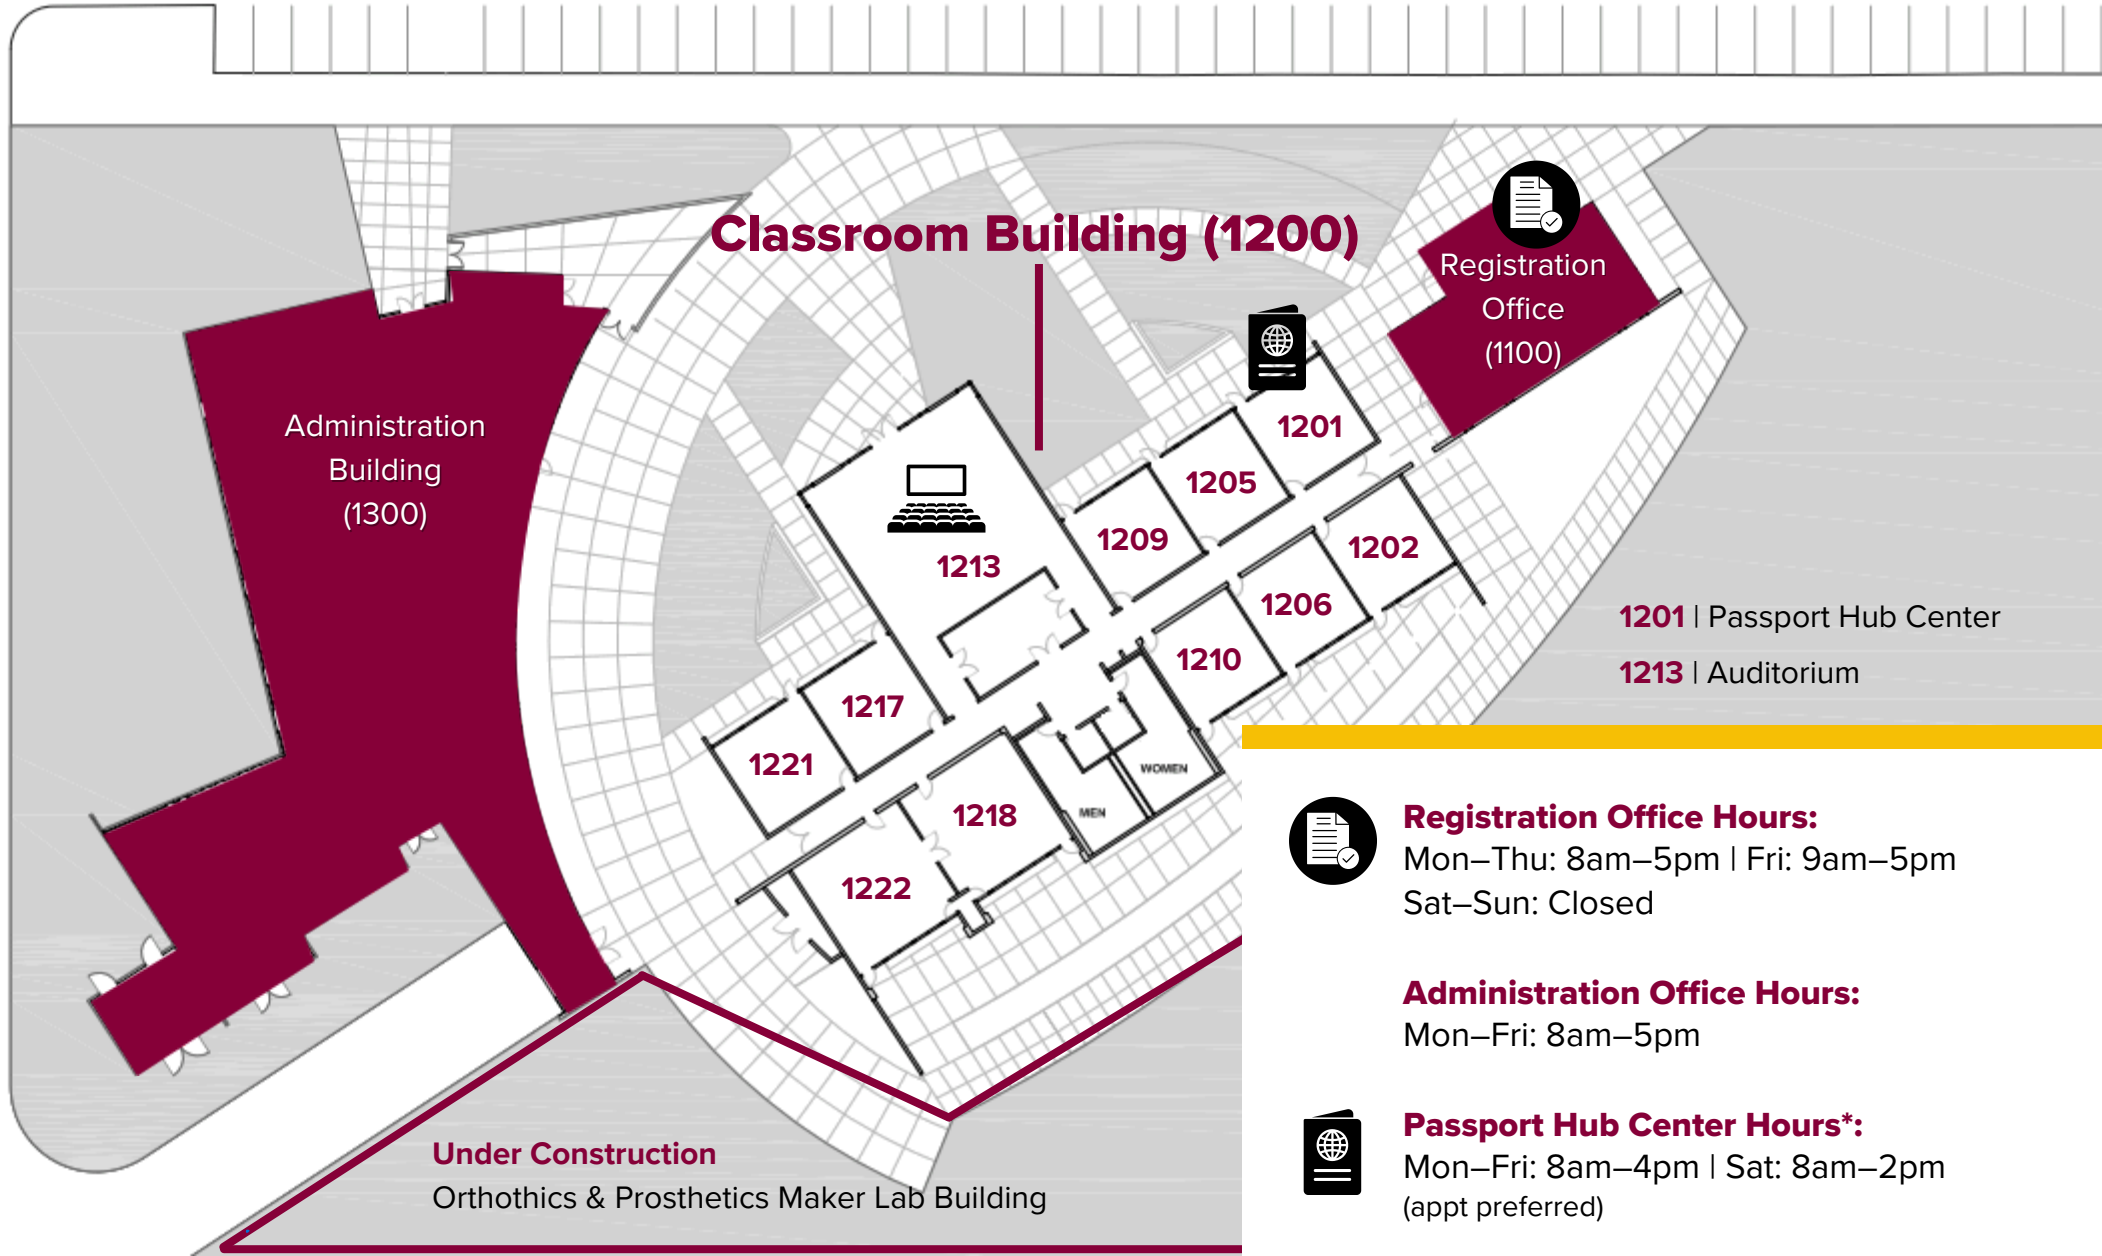 Classroom Building (1200)
Registration
Office
(1100)
Administration
Building
(1300)
1201
1205
1209
1213
1202
1206
1210
1217
1221
1218
1222
WOMEN
MEN
1201 | Passport Hub Center
1213 | Auditorium
Registration Office Hours:
Mon–Thu: 8am–5pm | Fri: 9am–5pm
Sat–Sun: Closed
Administration Office Hours:
Mon–Fri: 8am–5pm
Passport Hub Center Hours*:
Mon–Fri: 8am–4pm | Sat: 8am–2pm
(appt preferred)
Under Construction
Orthothics & Prosthetics Maker Lab Building